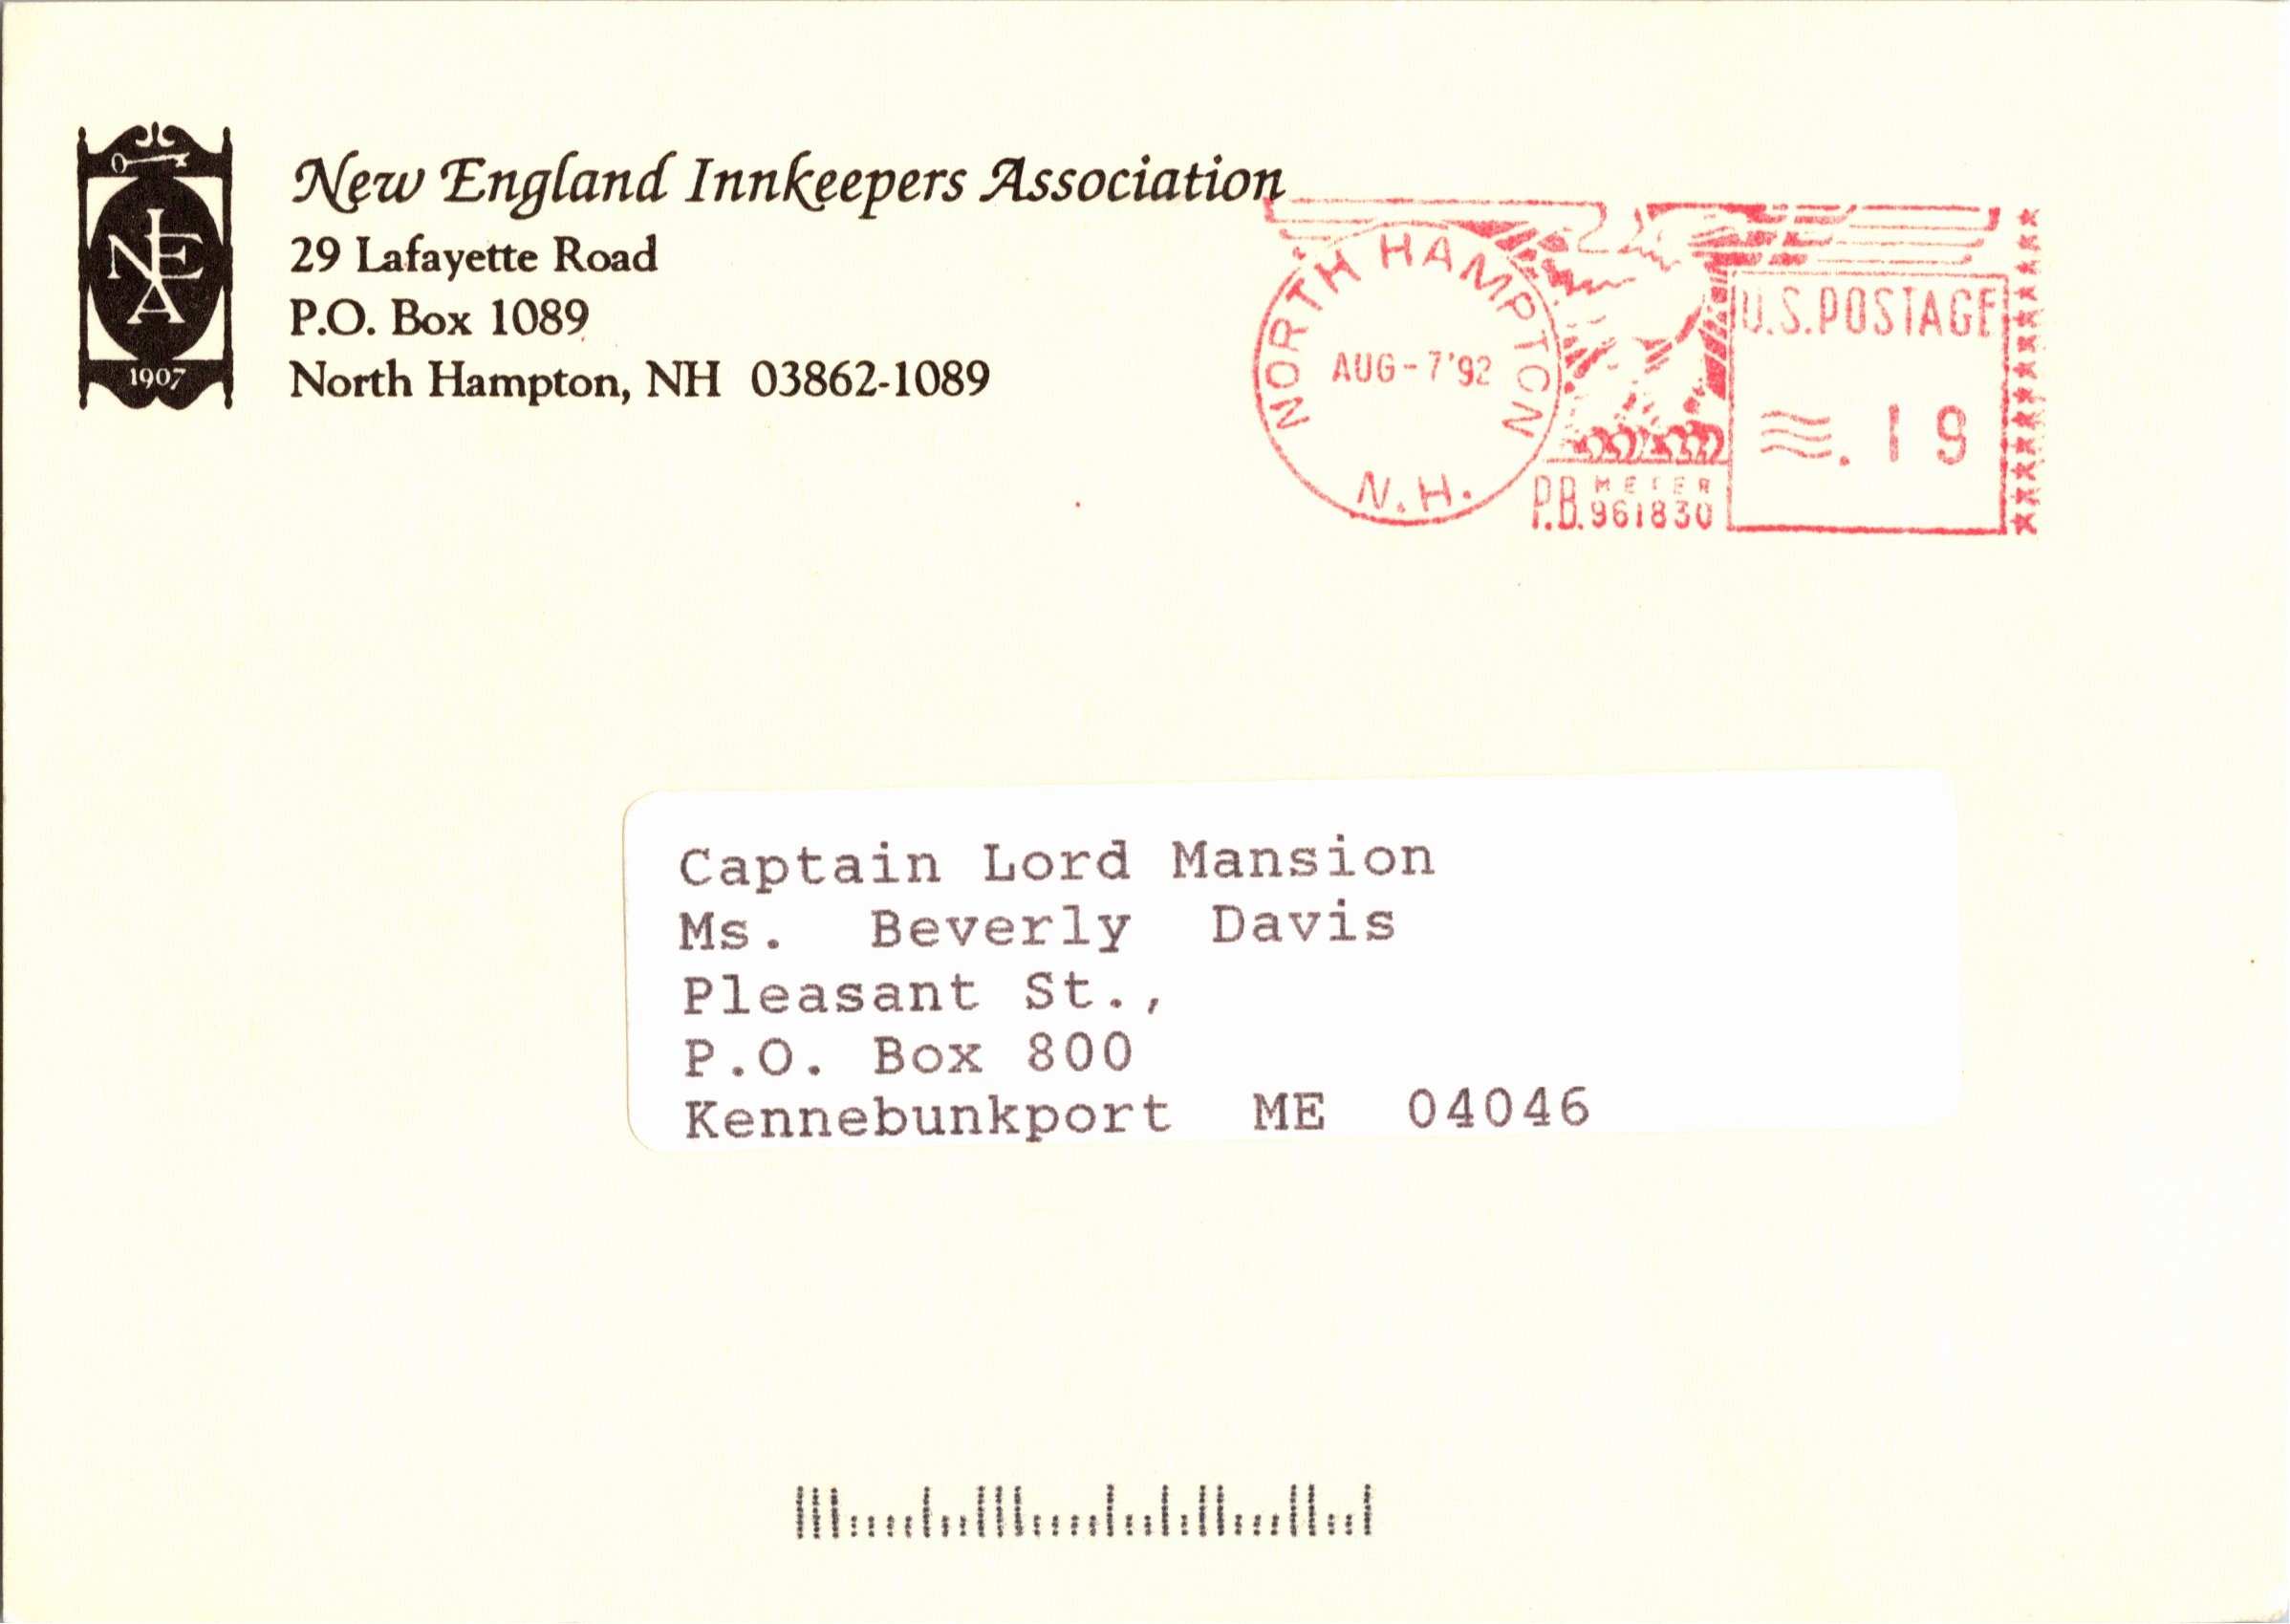 New England Innkeepers Association
29 Lafayette Road
P.O. Box 1089
North Hampton, NH 03862-1089
NEIA
1907
NORTH HAMPTON
AUG-7'92
N.H.
P.B. METER
961830
U.S. POSTAGE
.19
Captain Lord Mansion
Ms. Beverly Davis
Pleasant St.,
P.O. Box 800
Kennebunkport ME 04046